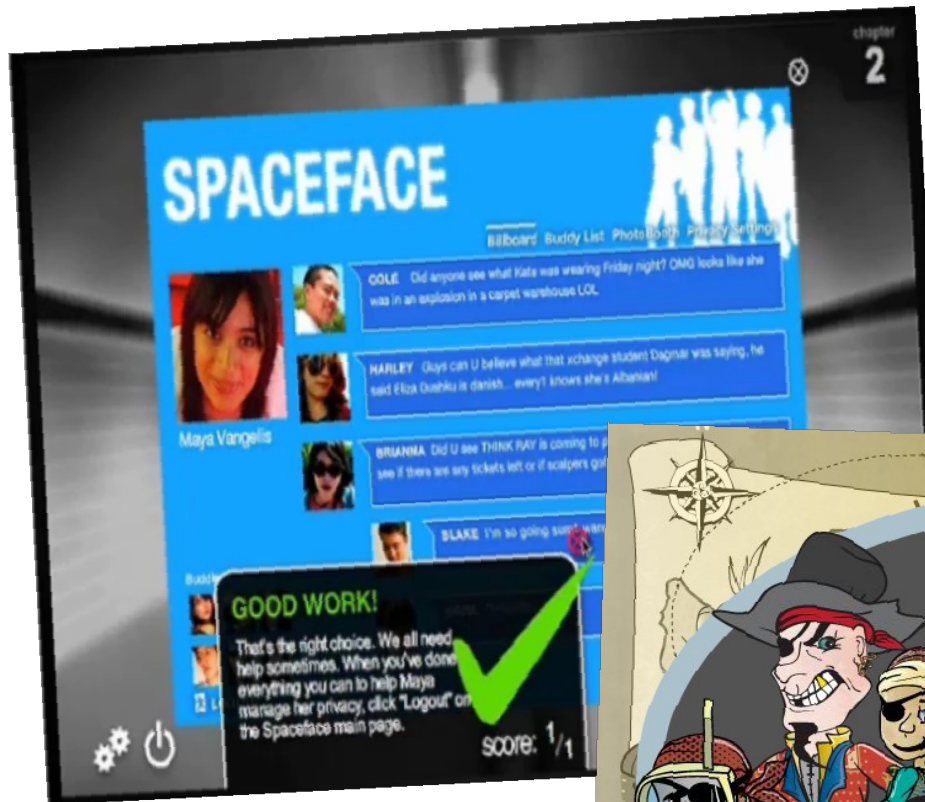 chapter
2
SPACEFACE
Billboard Buddy List Photo Booth Privacy Settings
COLE Did anyone see what Kate was wearing Friday night? OMG looks like she
was in an explosion in a carpet warehouse LOL
Maya Vangelis
HARLEY Guys can U believe what that xchange student Dagmar was saying, he
said Eliza Dushku is danish... every1 knows she's Albanian!
BRIANNA Did U see THINK RAY is coming to
see if there are any tickets left or if scalpers
BLAKE I'm so going
GOOD WORK!
That's the right choice. We all need
help sometimes. When you've done
everything you can to help Maya
manage her privacy, click "Logout" on
the Spaceface main page.
score: 1/1